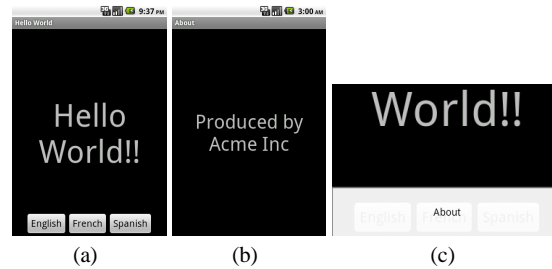 9:37 PM
Hello World
Hello
World!!
English French Spanish
(a)
3:00 AM
About
Produced by
Acme Inc
(b)
World!!
English French Spanish
About
(c)